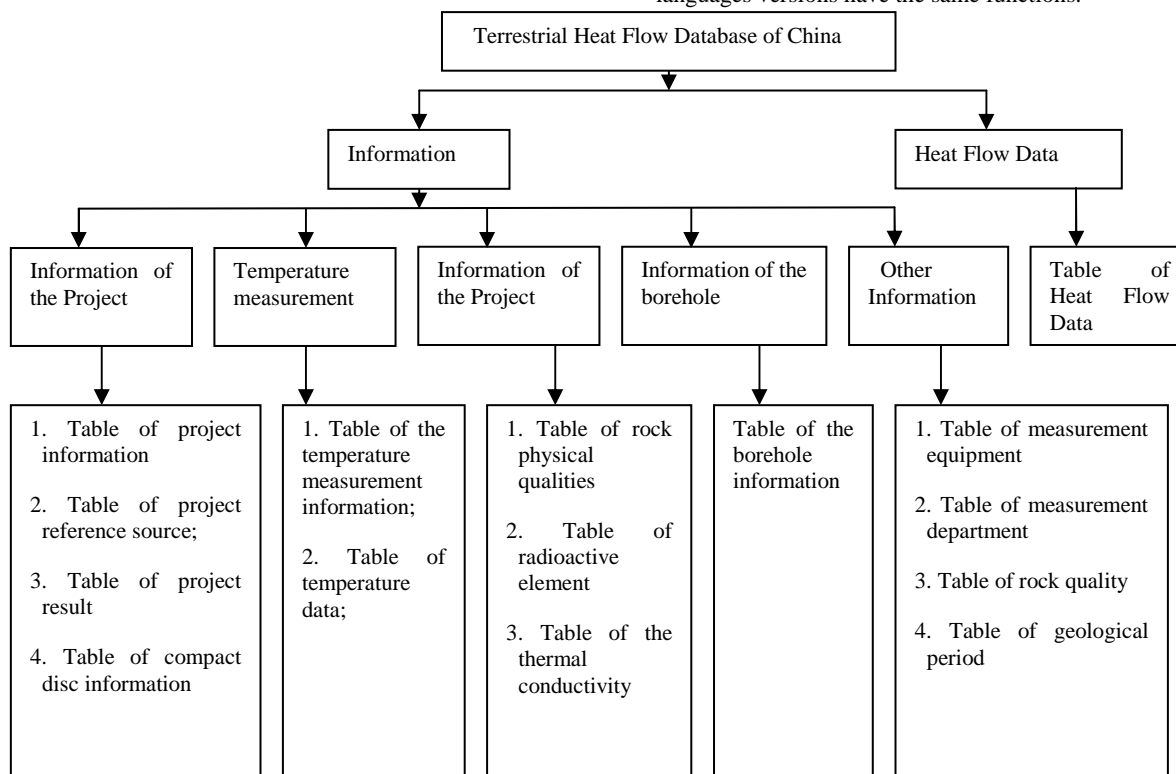 languages versions have the same functions.
Terrestrial Heat Flow Database of China
Information
Heat Flow Data
Information of
the Project
Temperature
measurement
Information of
the Project
Information of the
borehole
Other
Information
Table of
Heat Flow
Data
1. Table of project
information
2. Table of project
reference source;
3. Table of project
result
4. Table of compact
disc information
1. Table of the
temperature
measurement
information;
2. Table of
temperature
data;
1. Table of rock
physical
qualities
2. Table of
radioactive
element
3. Table of the
thermal
conductivity
Table of the
borehole
information
1. Table of measurement
equipment
2. Table of measurement
department
3. Table of rock quality
4. Table of geological
period